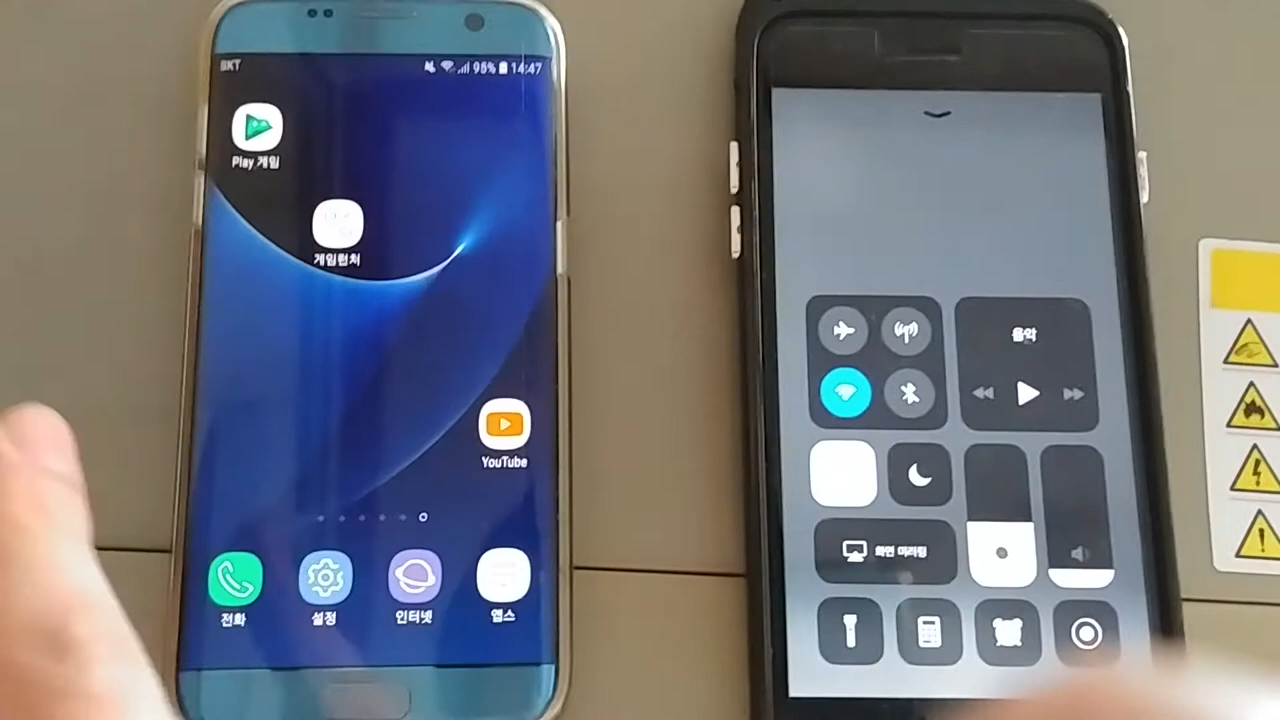 SKT 95% 14:47
Play 게임
게임런처
YouTube
전화 설정 인터넷 앱스
음악
화면 미러링